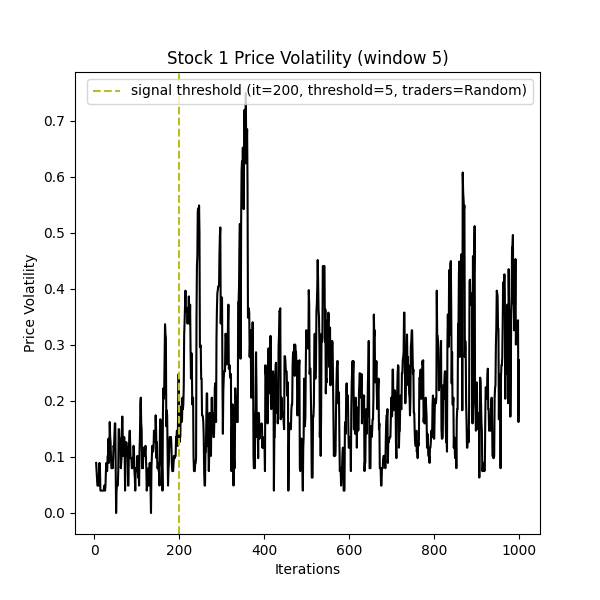 Stock 1 Price Volatility (window 5)
signal threshold (it=200, threshold=5, traders=Random)
0.7
0.6
0.5
0.4
0.3
0.2
0.1
0.0
Price Volatility
0 200 400 600 800 1000
Iterations